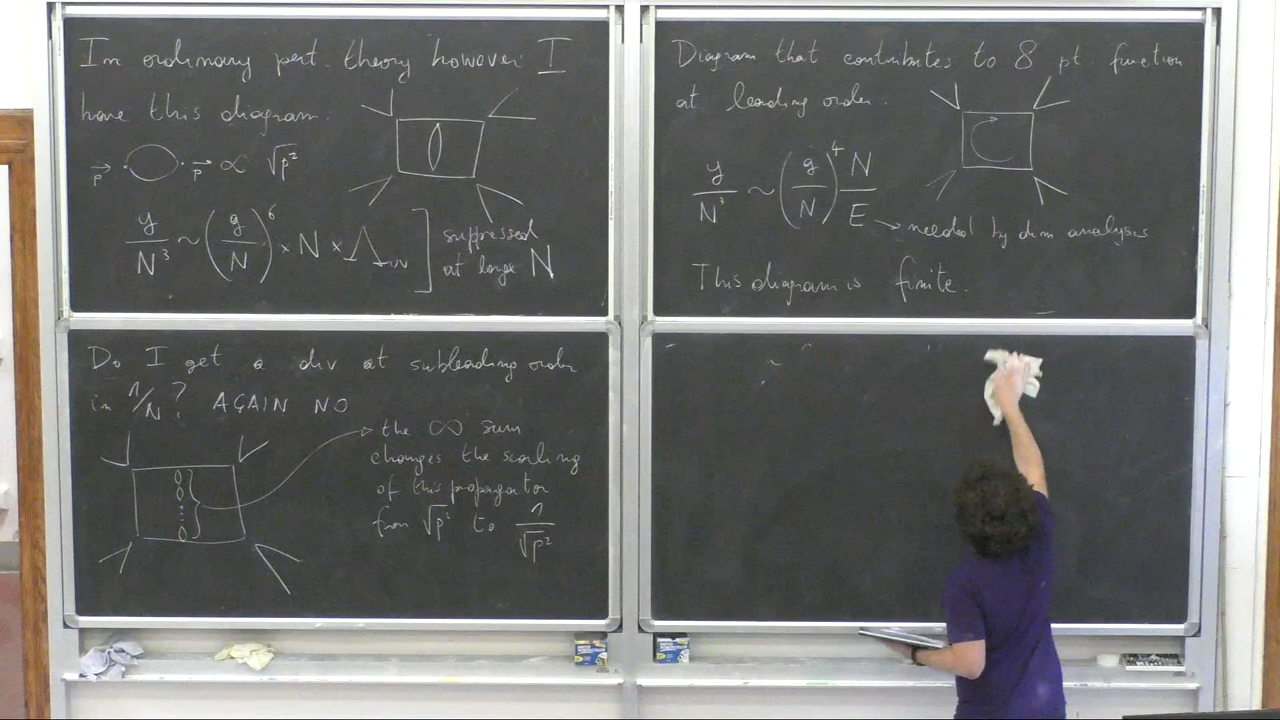 In ordinary pert. theory however I
have this diagram.
→p ○ →p ∝ √p²
y/N³ ~ (g/N)⁶ × N × Λ_UV ] suppressed
at large N
Do I get a div at subleading order
in 1/N? AGAIN NO
the ∞ sum
changes the scaling
of this propagator
from √p² to 1/√p²
Diagram that contributes to 8 pt. function
at leading order.
y/N³ ~ (g/N)⁴ N/E → needed by dim analysis
This diagram is finite.